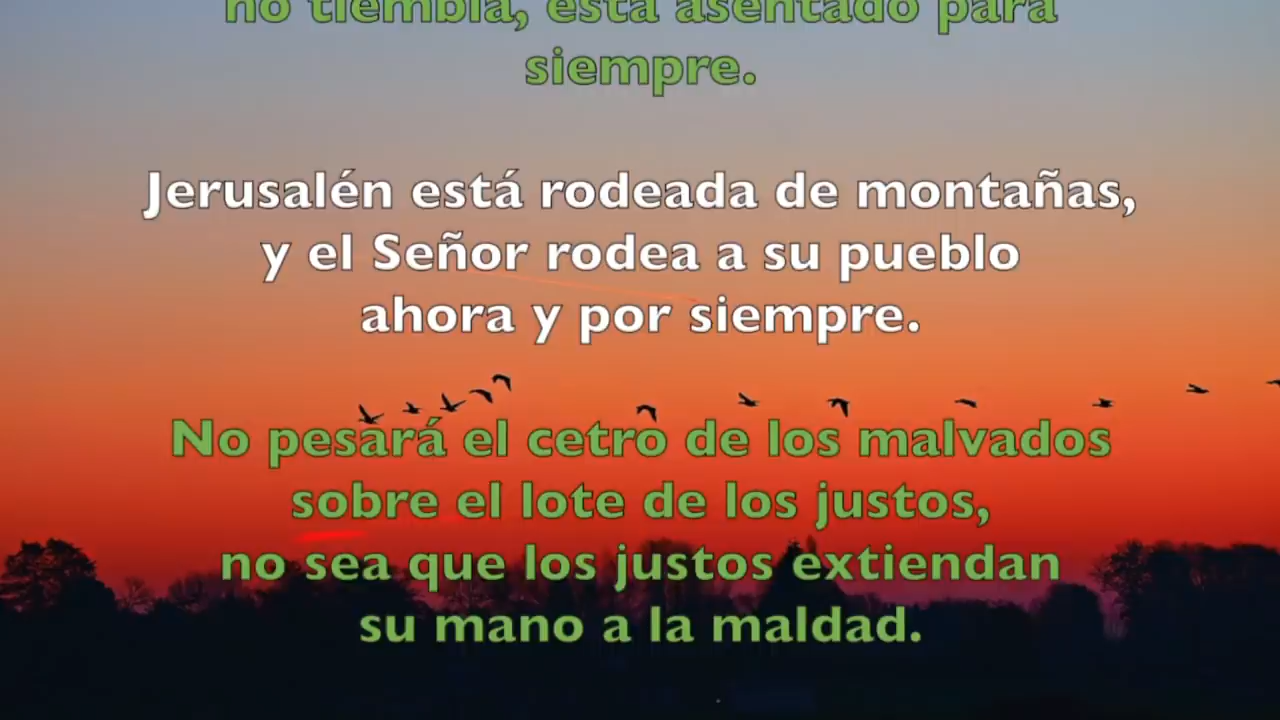 no tiembla, está asentado para
siempre.
Jerusalén está rodeada de montañas,
y el Señor rodea a su pueblo
ahora y por siempre.
No pesará el cetro de los malvados
sobre el lote de los justos,
no sea que los justos extiendan
su mano a la maldad.